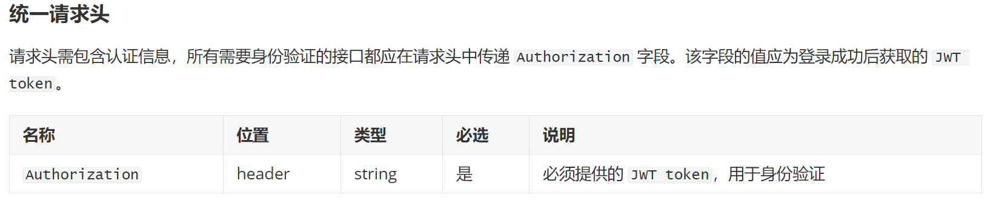 统一请求头
请求头需包含认证信息，所有需要身份验证的接口都应在请求头中传递 Authorization 字段。该字段的值应为登录成功后获取的 JWT
token。
名称 位置 类型 必选 说明
Authorization header string 是 必须提供的 JWT token，用于身份验证